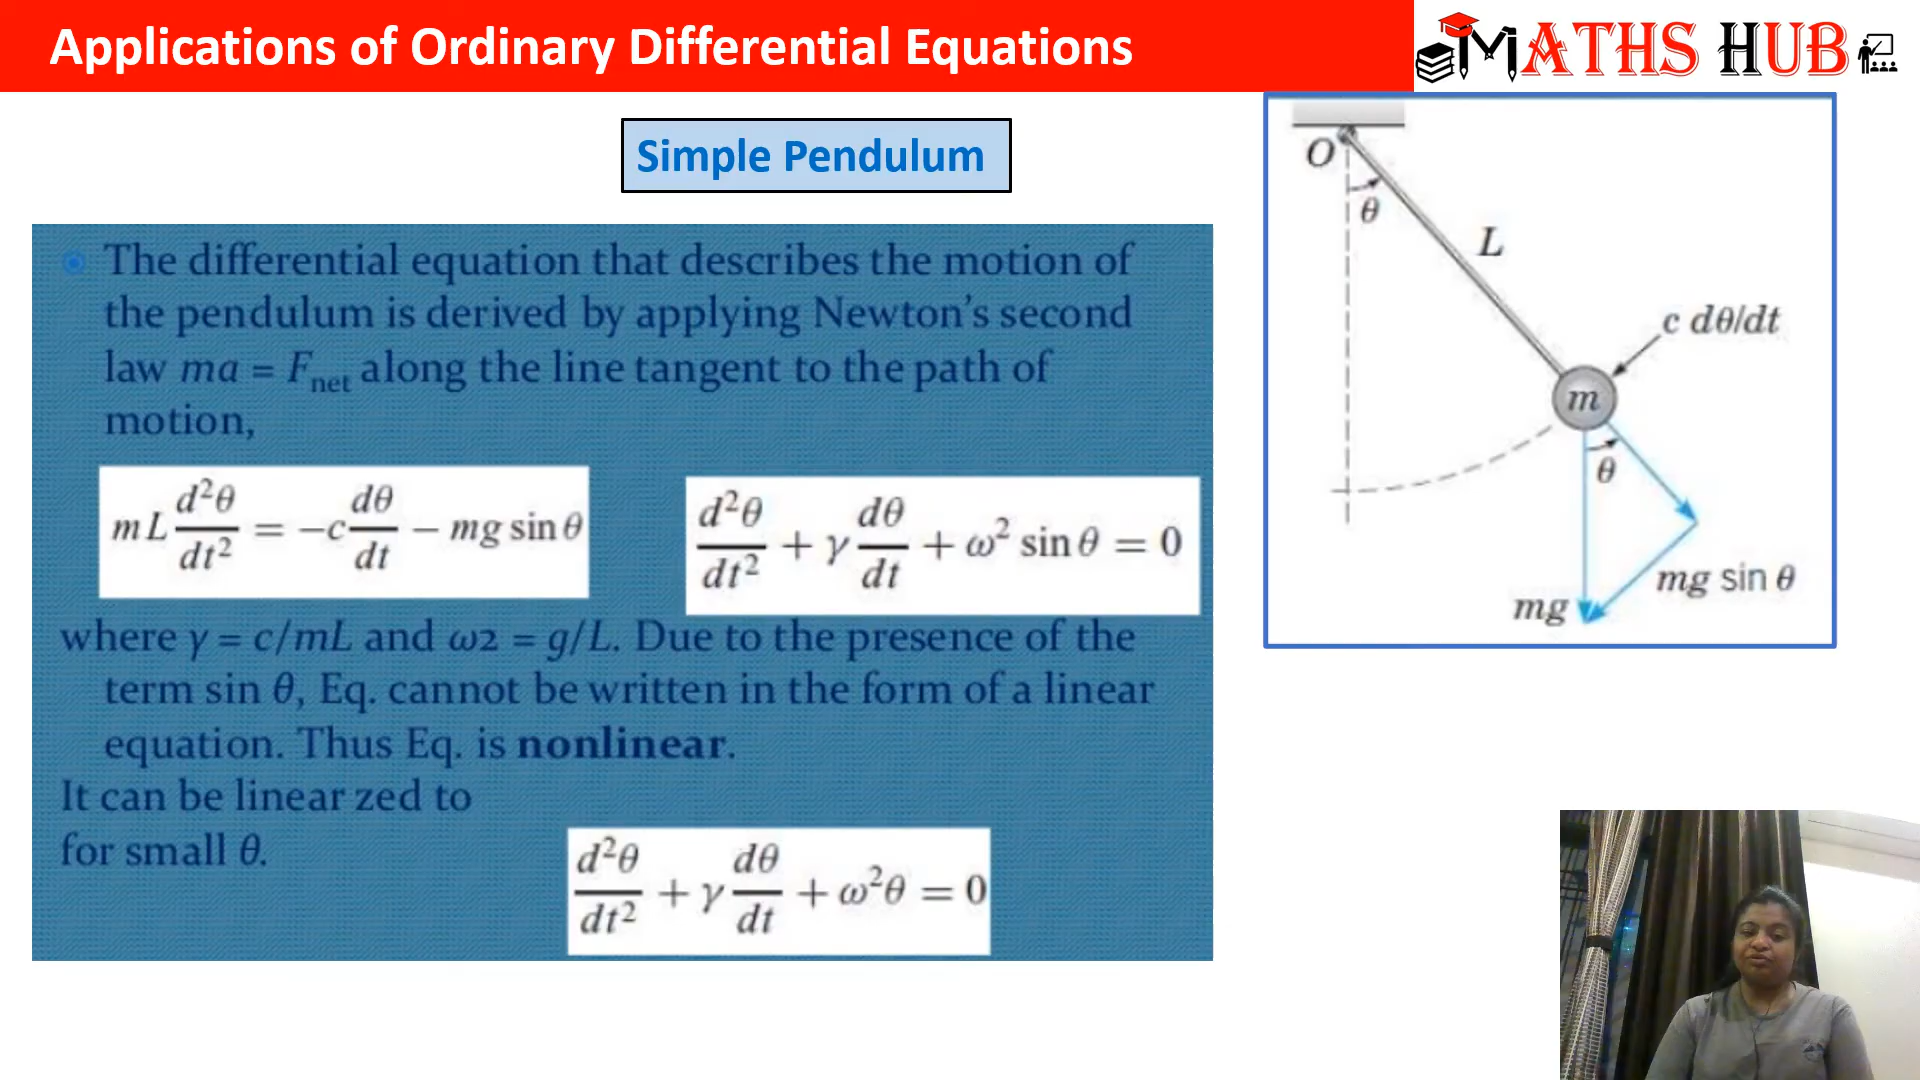 Applications of Ordinary Differential Equations
MATHS HUB
Simple Pendulum
The differential equation that describes the motion of
the pendulum is derived by applying Newton's second
law ma = F_net along the line tangent to the path of
motion,
mL d²θ/dt² = −c dθ/dt − mg sin θ
d²θ/dt² + γ dθ/dt + ω² sin θ = 0
where γ = c/mL and ω2 = g/L. Due to the presence of the
term sin θ, Eq. cannot be written in the form of a linear
equation. Thus Eq. is nonlinear.
It can be linear zed to
for small θ.
d²θ/dt² + γ dθ/dt + ω²θ = 0
O
θ
L
c dθ/dt
m
θ
mg sin θ
mg